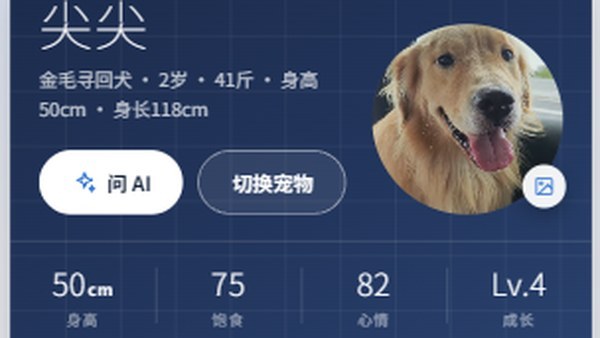 尖尖
金毛寻回犬 · 2岁 · 41斤 · 身高
50cm · 身长118cm
问 AI
切换宠物
50cm
75
82
Lv.4
身高
饱食
心情
成长